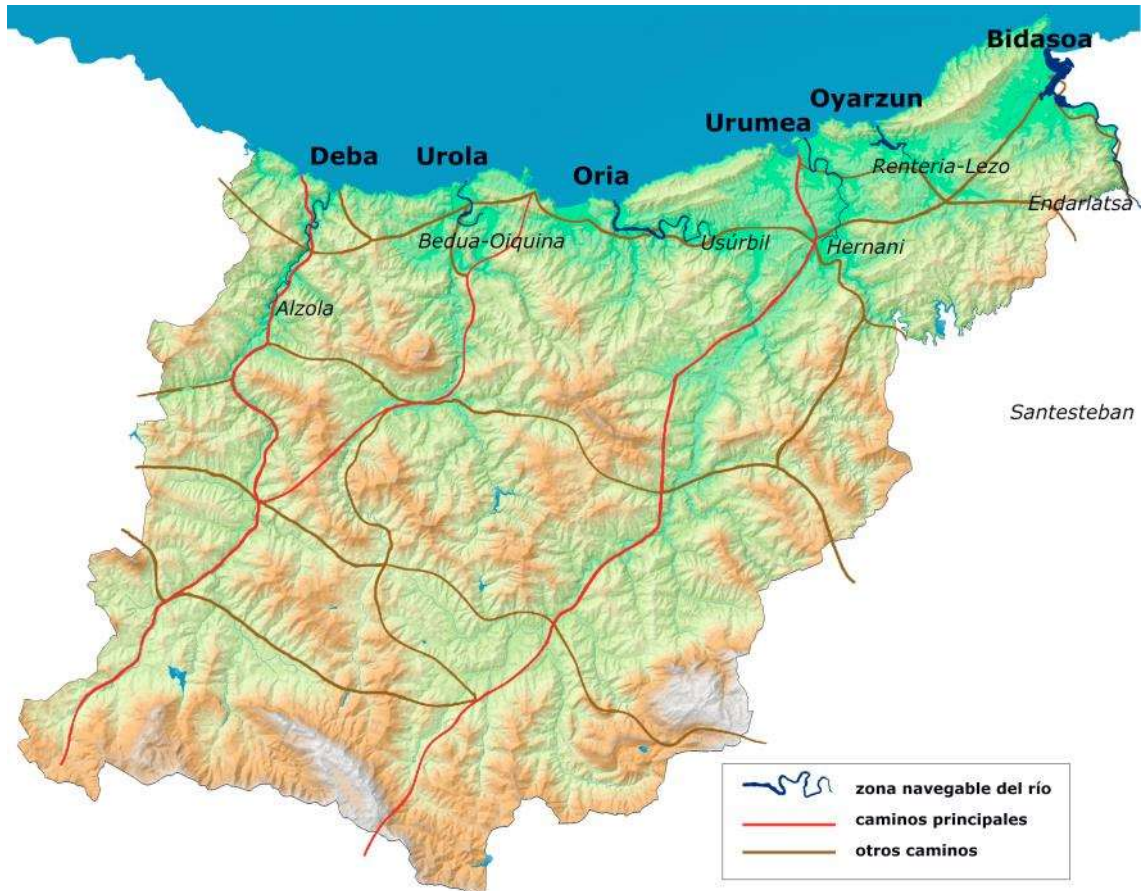 Bidasoa
Oyarzun
Urumea
Deba
Urola
Oria
Renteria-Lezo
Endarlatsa
Bedua-Oiquina
Usurbil
Hernani
Alzola
Santesteban
zona navegable del río
caminos principales
otros caminos